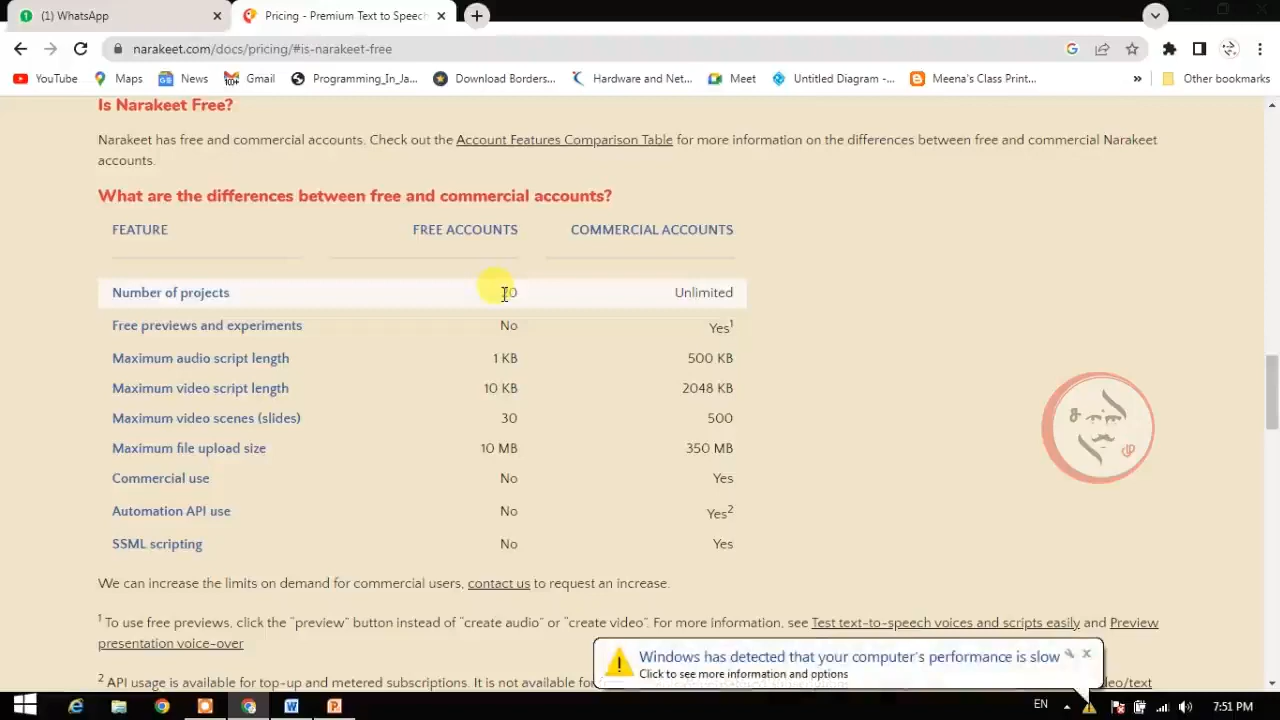 (1) WhatsApp
Pricing - Premium Text to Speech
narakeet.com/docs/pricing/#is-narakeet-free
YouTube Maps News Gmail Programming_In_Ja... Download Borders... Hardware and Net... Meet Untitled Diagram -... Meena's Class Print... » Other bookmarks
Is Narakeet Free?
Narakeet has free and commercial accounts. Check out the Account Features Comparison Table for more information on the differences between free and commercial Narakeet
accounts.
What are the differences between free and commercial accounts?
FEATURE FREE ACCOUNTS COMMERCIAL ACCOUNTS
Number of projects Unlimited
Free previews and experiments No Yes1
Maximum audio script length 1 KB 500 KB
Maximum video script length 10 KB 2048 KB
Maximum video scenes (slides) 30 500
Maximum file upload size 10 MB 350 MB
Commercial use No Yes
Automation API use No Yes2
SSML scripting No Yes
We can increase the limits on demand for commercial users, contact us to request an increase.
1 To use free previews, click the "preview" button instead of "create audio" or "create video". For more information, see Test text-to-speech voices and scripts easily and Preview
presentation voice-over
2 API usage is available for top-up and metered subscriptions. It is not available for
Windows has detected that your computer's performance is slow
Click to see more information and options
EN 7:51 PM